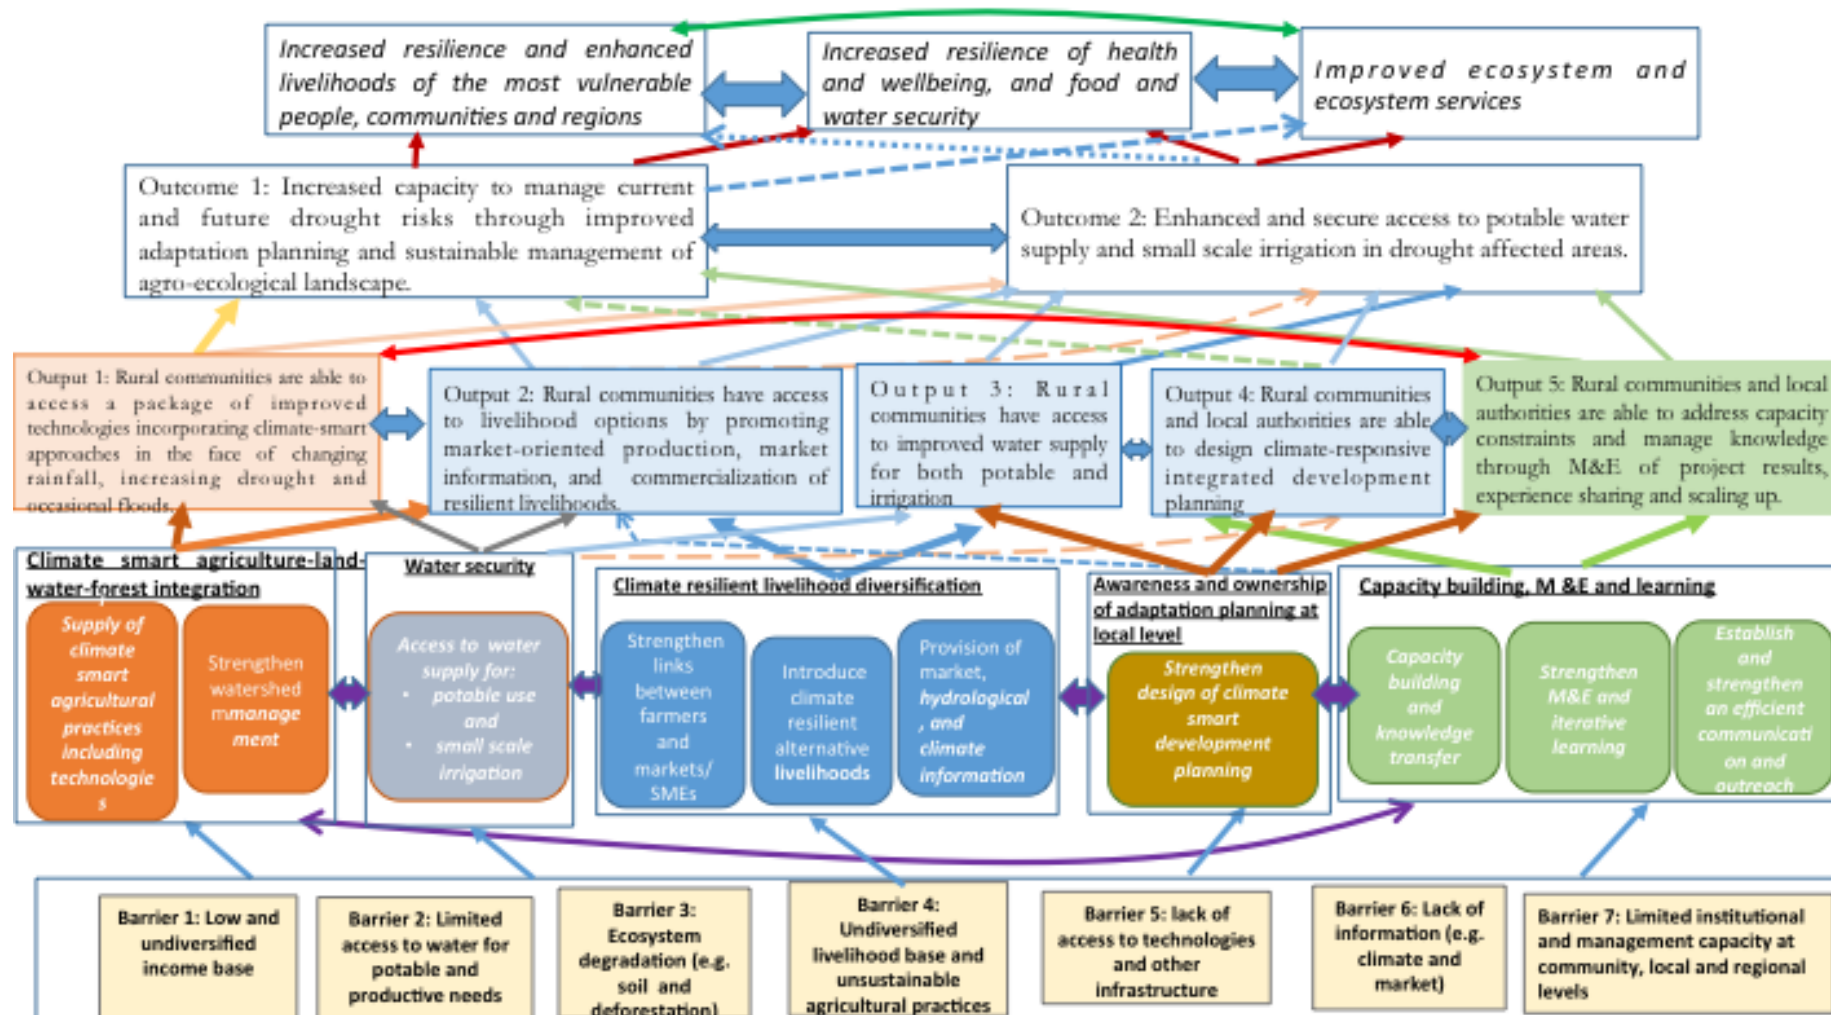 Increased resilience and enhanced
livelihoods of the most vulnerable
people, communities and regions
Increased resilience of health
and wellbeing, and food and
water security
Improved ecosystem and
ecosystem services
Outcome 1: Increased capacity to manage current
and future drought risks through improved
adaptation planning and sustainable management of
agro-ecological landscape.
Outcome 2: Enhanced and secure access to potable water
supply and small scale irrigation in drought affected areas.
Output 1: Rural communities are able to
access a package of improved
technologies incorporating climate-smart
approaches in the face of changing
rainfall, increasing drought and
occasional floods.
Output 2: Rural communities have access
to livelihood options by promoting
market-oriented production, market
information, and commercialization of
resilient livelihoods.
Output 3: Rural
communities have access
to improved water supply
for both potable and
irrigation
Output 4: Rural communities
and local authorities are able
to design climate-responsive
integrated development
planning
Output 5: Rural communities and local
authorities are able to address capacity
constraints and manage knowledge
through M&E of project results,
experience sharing and scaling up.
Climate smart agriculture-land-
water-forest integration
Supply of
climate
smart
agricultural
practices
including
technologie
s
Strengthen
watershed
mmanage
ment
Water security
Access to water
supply for:
• potable use
and
• small scale
irrigation
Climate resilient livelihood diversification
Strengthen
links
between
farmers
and
markets/
SMEs
Introduce
climate
resilient
alternative
livelihoods
Provision of
market,
hydrological
, and
climate
information
Awareness and ownership
of adaptation planning at
local level
Strengthen
design of climate
smart
development
planning
Capacity building, M &E and learning
Capacity
building
and
knowledge
transfer
Strengthen
M&E and
iterative
learning
Establish
and
strengthen
an efficient
communicati
on and
outreach
Barrier 1: Low and
undiversified
income base
Barrier 2: Limited
access to water for
potable and
productive needs
Barrier 3:
Ecosystem
degradation (e.g.
soil and
deforestation)
Barrier 4:
Undiversified
livelihood base and
unsustainable
agricultural practices
Barrier 5: lack of
access to technologies
and other
infrastructure
Barrier 6: Lack of
information (e.g.
climate and
market)
Barrier 7: Limited institutional
and management capacity at
community, local and regional
levels